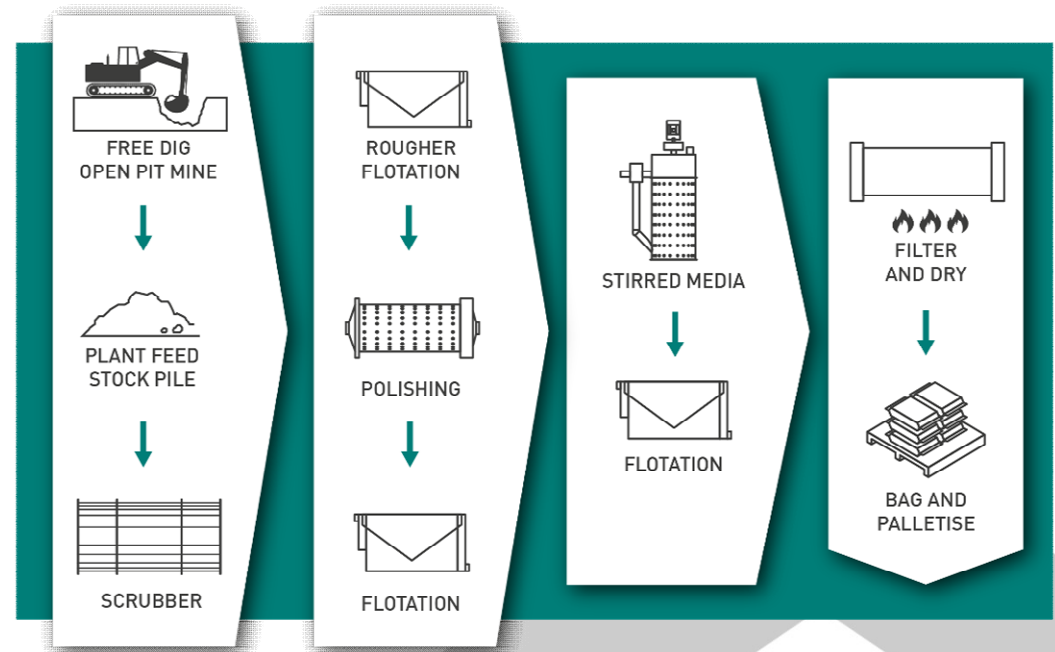 FREE DIG
OPEN PIT MINE
PLANT FEED
STOCK PILE
SCRUBBER
ROUGHER
FLOTATION
POLISHING
FLOTATION
STIRRED MEDIA
FLOTATION
FILTER
AND DRY
BAG AND
PALLETISE